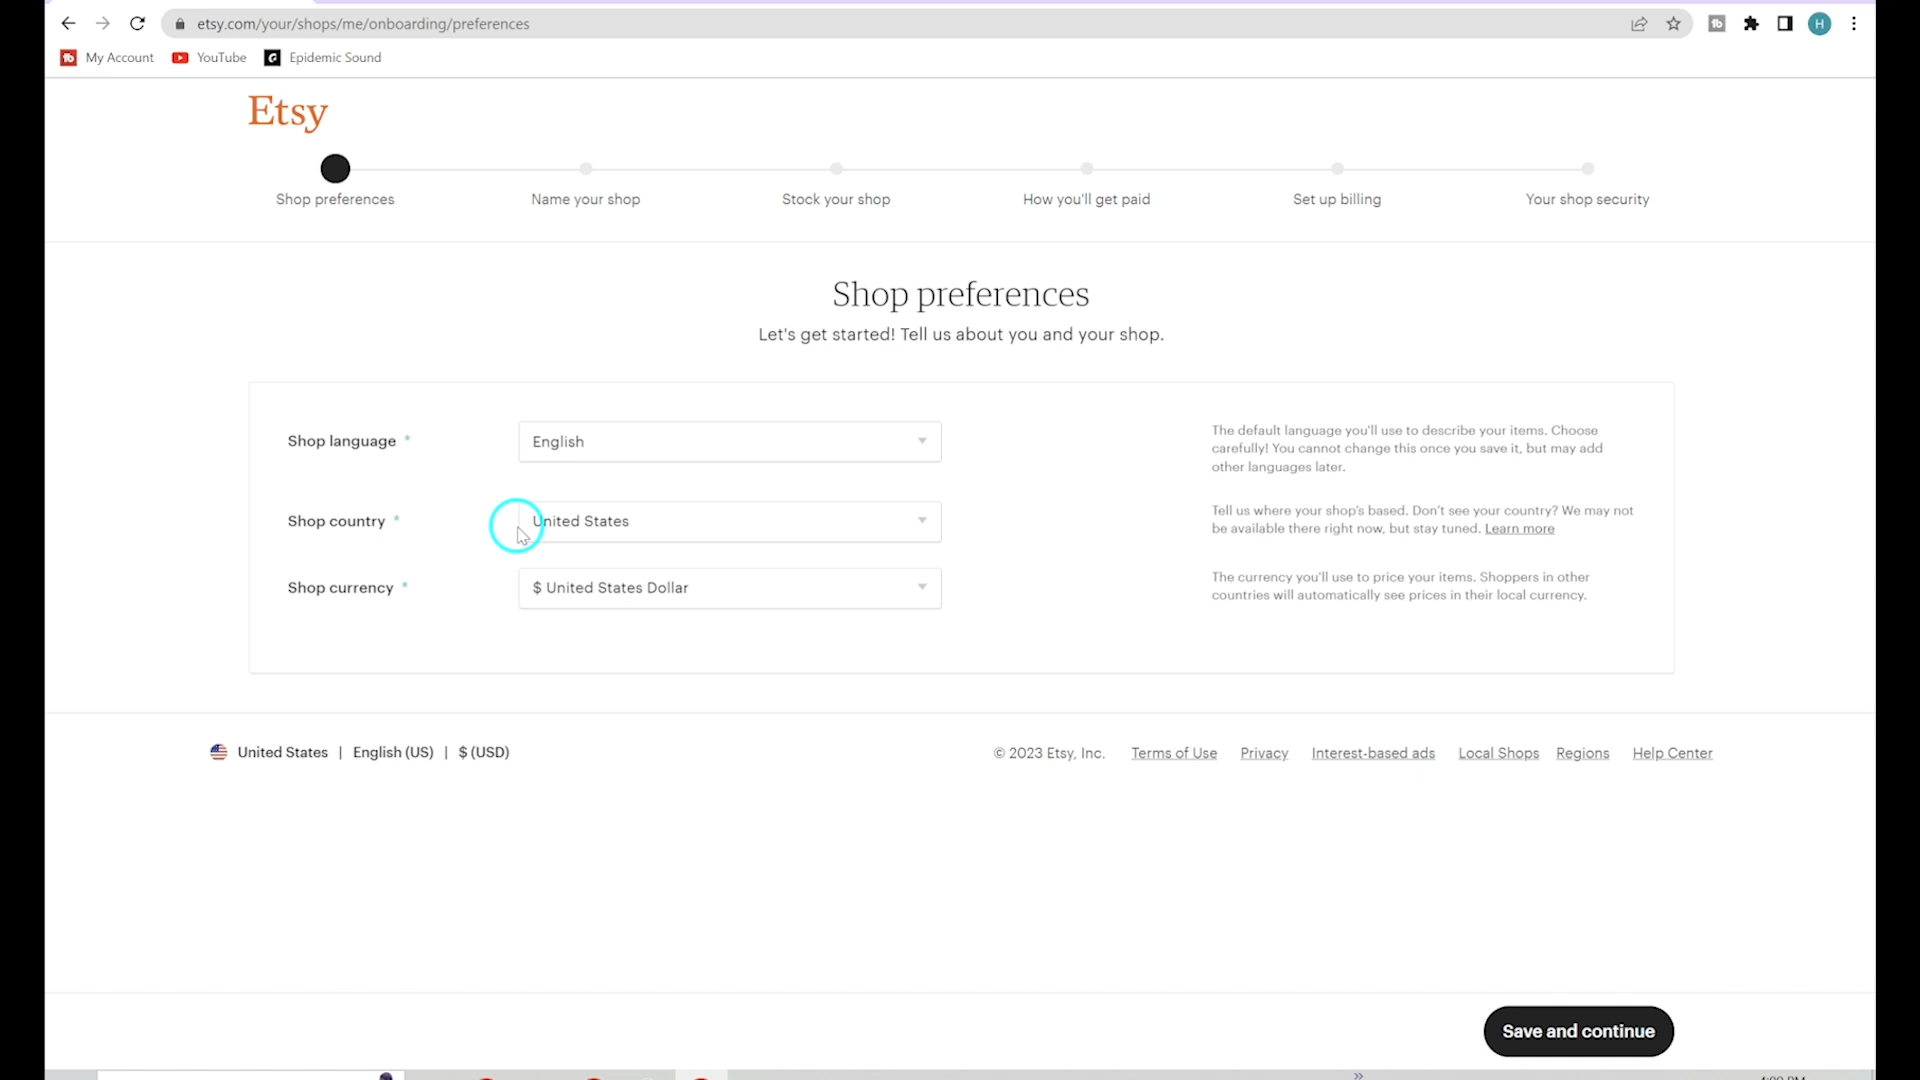 etsy.com/your/shops/me/onboarding/preferences
H
My Account YouTube Epidemic Sound
Etsy
Shop preferences Name your shop Stock your shop How you'll get paid Set up billing Your shop security
Shop preferences
Let's get started! Tell us about you and your shop.
Shop language * English
The default language you'll use to describe your items. Choose
carefully! You cannot change this once you save it, but may add
other languages later.
Shop country * United States
Tell us where your shop's based. Don't see your country? We may not
be available there right now, but stay tuned. Learn more
Shop currency * $ United States Dollar
The currency you'll use to price your items. Shoppers in other
countries will automatically see prices in their local currency.
United States | English (US) | $ (USD) © 2023 Etsy, Inc. Terms of Use Privacy Interest-based ads Local Shops Regions Help Center
Save and continue